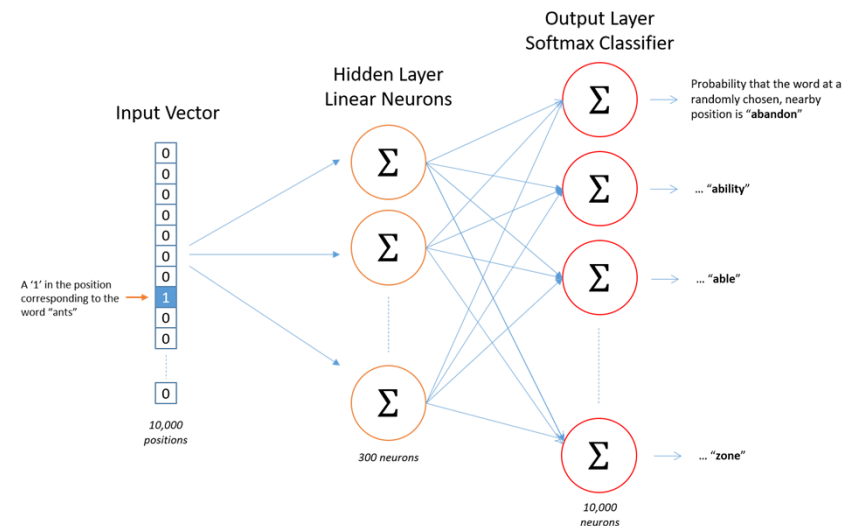 Output Layer
Softmax Classifier
Hidden Layer
Linear Neurons
Input Vector
0
0
0
0
0
0
0
1
0
0
0
A ‘1’ in the position
corresponding to the
word “ants”
10,000
positions
Σ
Σ
Σ
300 neurons
Σ
Σ
Σ
Σ
10,000
neurons
Probability that the word at a
randomly chosen, nearby
position is “abandon”
... “ability”
... “able”
... “zone”